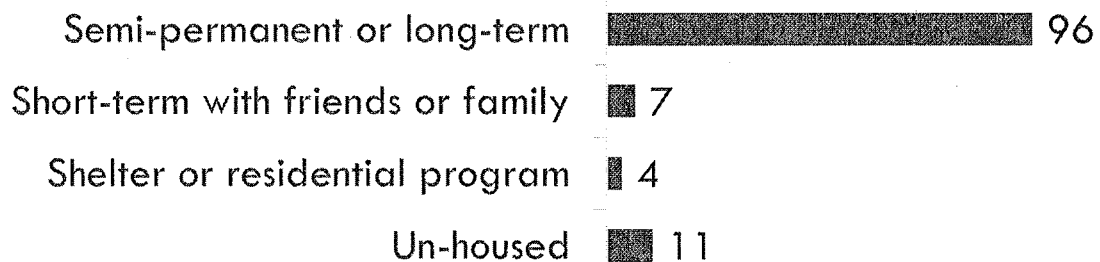 Semi-permanent or long-term 96
Short-term with friends or family 7
Shelter or residential program 4
Un-housed 11